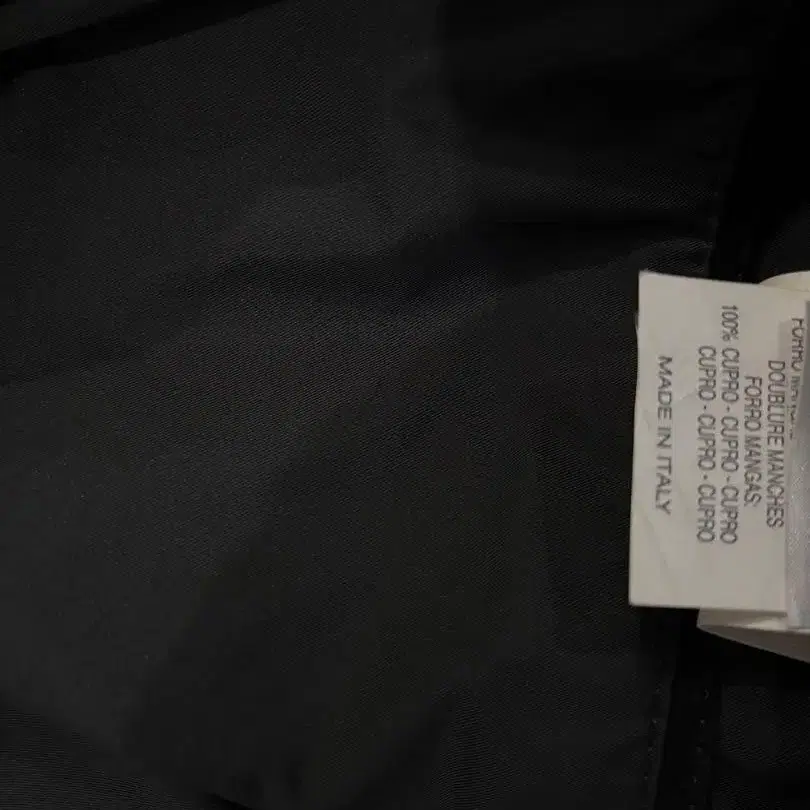 DOUBLURE MANCHES
FORRO MANGAS:
100% CUPRO - CUPRO - CUPRO
CUPRO - CUPRO - CUPRO
MADE IN ITALY